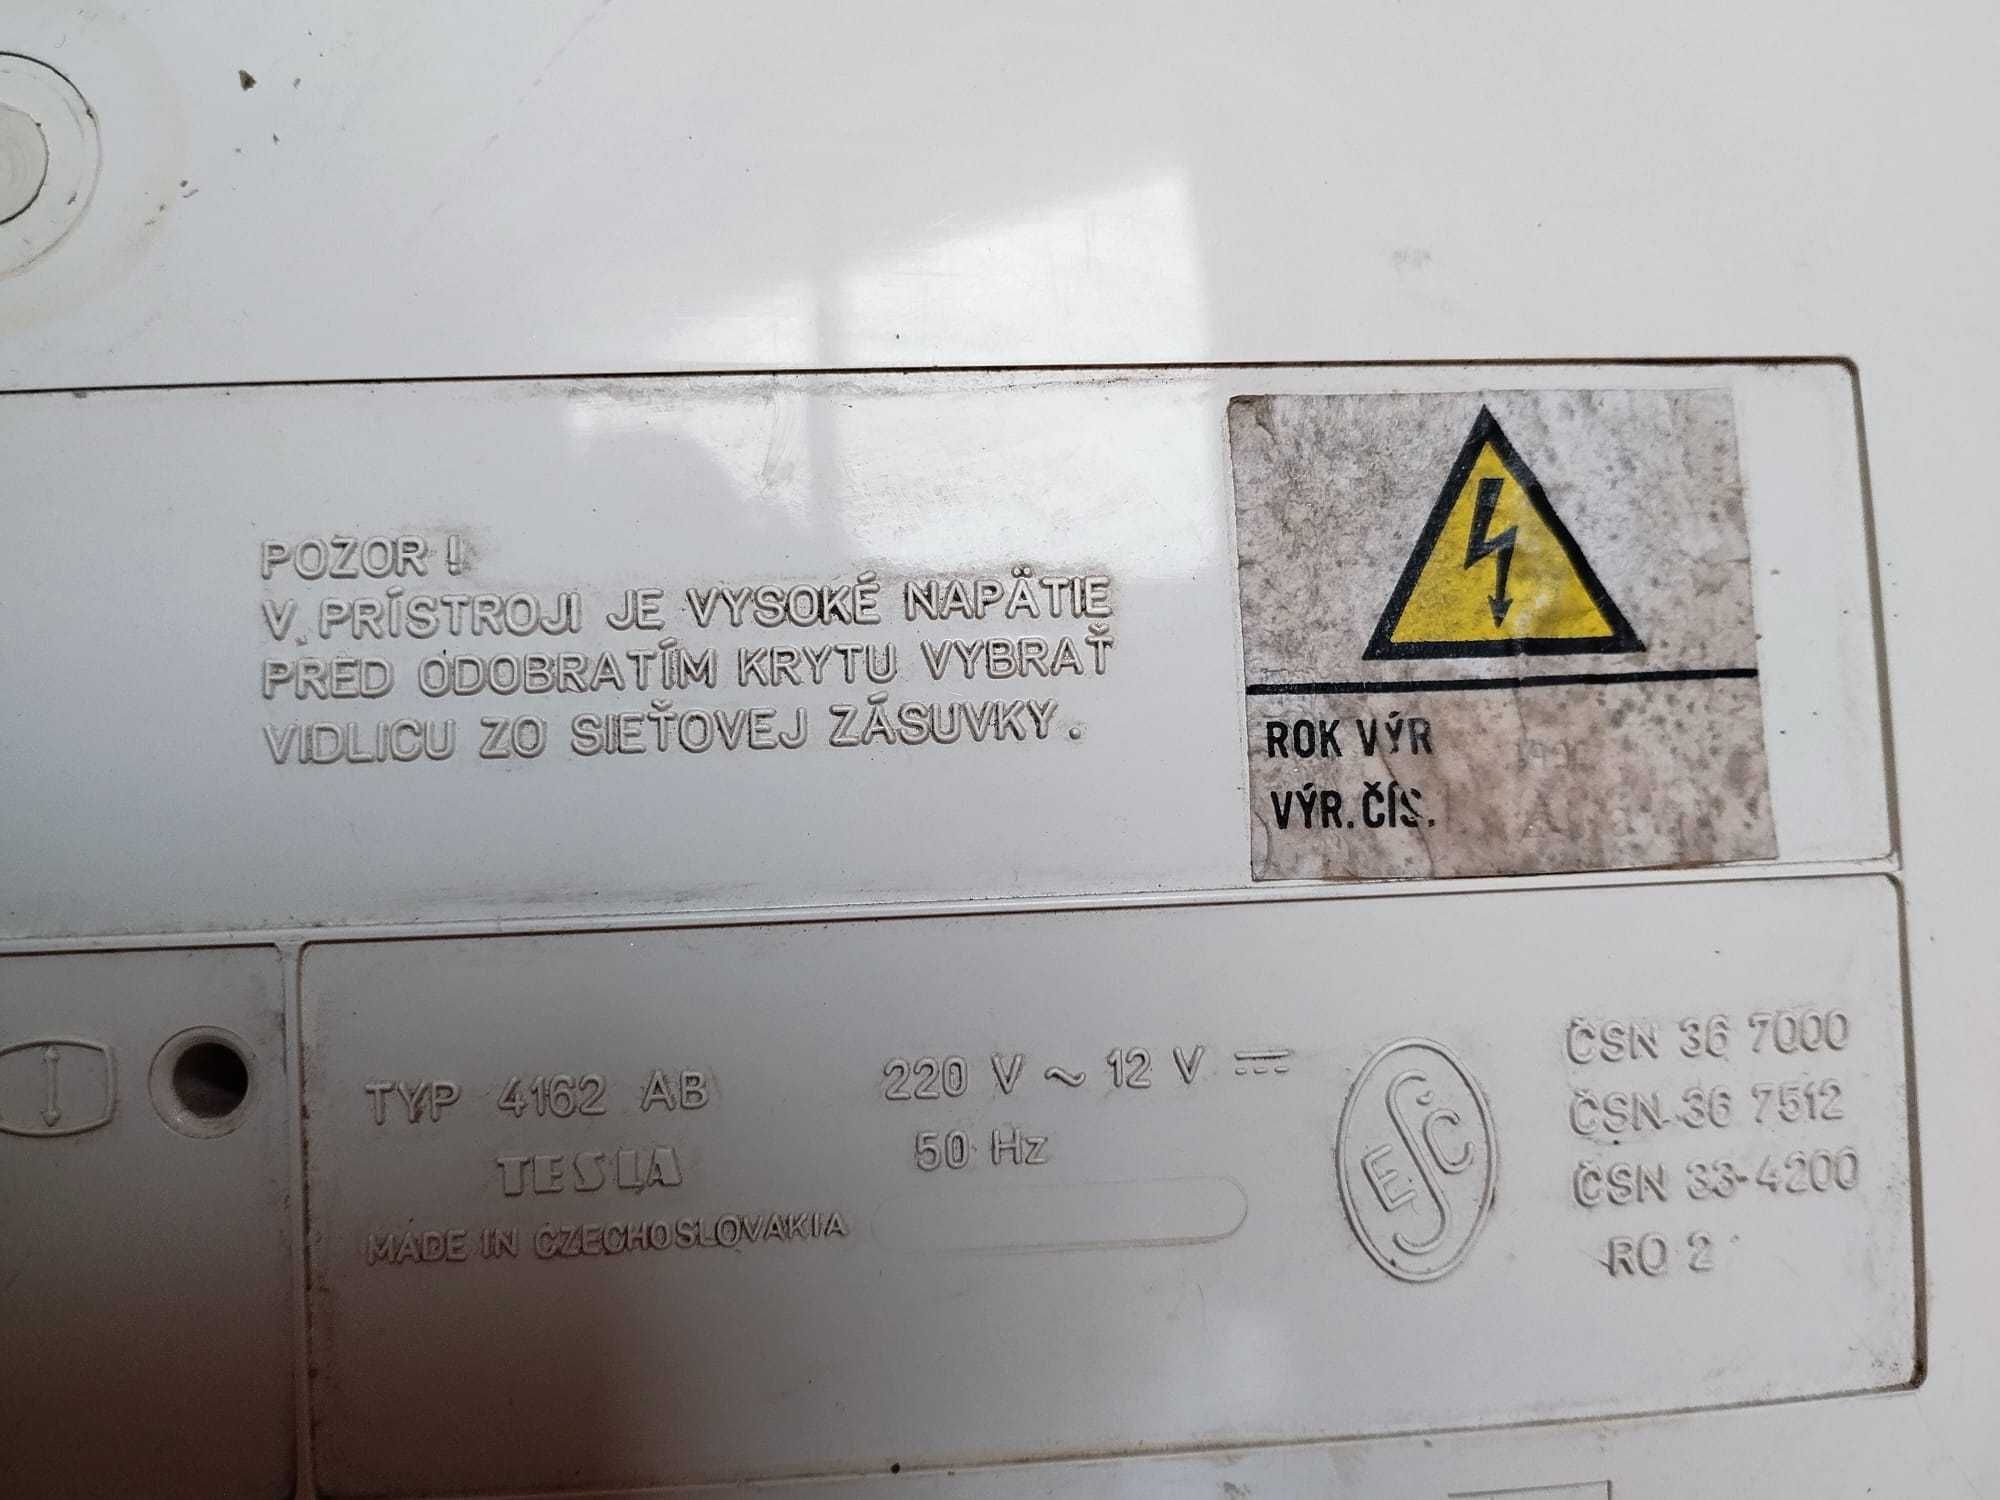 POZOR !
V PRÍSTROJI JE VYSOKÉ NAPÄTIE
PŘED ODOBRATÍM KRYTU VYBRAŤ
VIDLICU ZO SIEŤOVEJ ZÁSUVKY.
ROK VÝR
VÝR. ČÍS.
TYP 4162 AB
TESLA
MADE IN CZECHOSLOVAKIA
220 V ~ 12 V ⎓
50 Hz
ESČ
ČSN 36 7000
ČSN 36 7512
ČSN 33-4200
RO 2